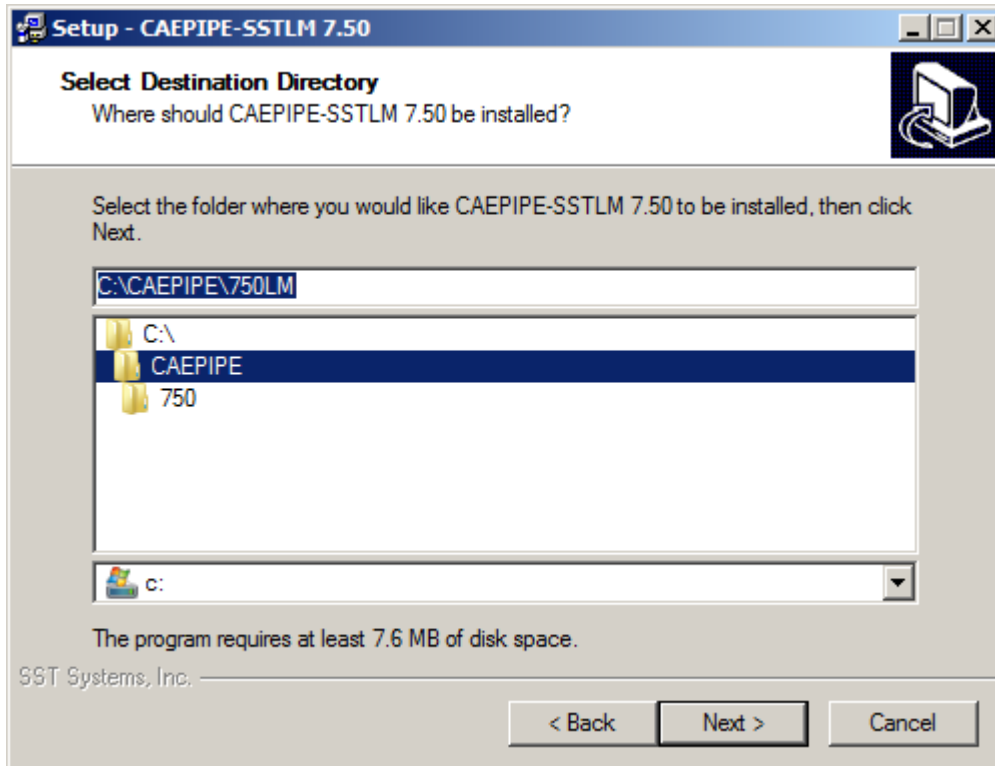 Setup - CAEPIPE-SSTLM 7.50
Select Destination Directory
Where should CAEPIPE-SSTLM 7.50 be installed?
Select the folder where you would like CAEPIPE-SSTLM 7.50 to be installed, then click
Next.
C:\CAEPIPE\750LM
C:\
CAEPIPE
750
c:
The program requires at least 7.6 MB of disk space.
SST Systems, Inc.
< Back Next > Cancel